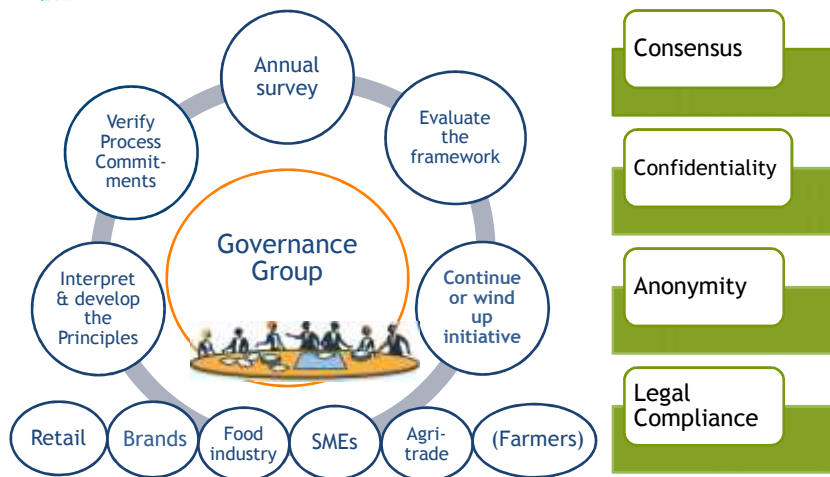 Annual
survey
Verify
Process
Commit-
ments
Evaluate
the
framework
Governance
Group
Interpret
& develop
the
Principles
Continue
or wind
up
initiative
Retail
Brands
Food
industry
SMEs
Agri-
trade
(Farmers)
Consensus
Confidentiality
Anonymity
Legal
Compliance